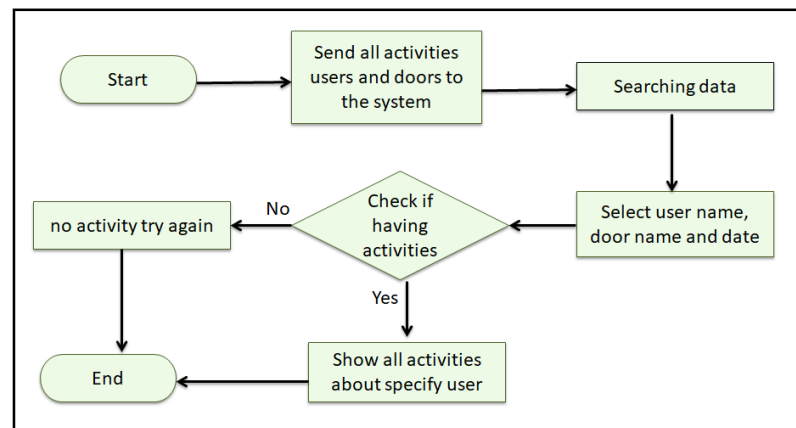 Start
Send all activities
users and doors to
the system
Searching data
Select user name,
door name and date
Check if
having
activities
No
no activity try again
Yes
Show all activities
about specify user
End